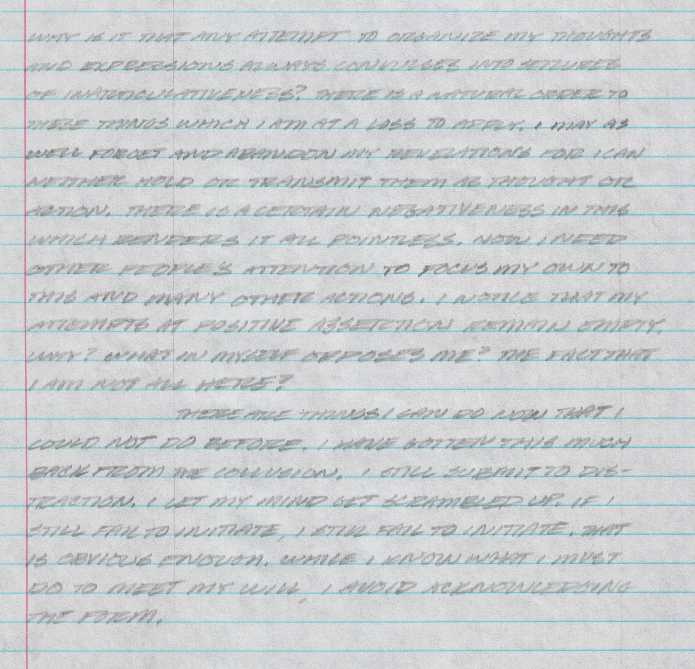 WHY IS IT THAT ANY ATTEMPT TO ORGANIZE MY THOUGHTS
AND EXPRESSIONS ALWAYS CONVULSES INTO SEIZURES
OF INARTICULATIVENESS? THERE IS A NATURAL ORDER TO
THESE THINGS WHICH I AM AT A LOSS TO APPLY. I MAY AS
WELL FORGET AND ABANDON MY REVELATIONS FOR I CAN
NEITHER HOLD OR TRANSMIT THEM AS THOUGHT OR
ACTION. THERE IS A CERTAIN NEGATIVENESS IN THIS
WHICH RENDERS IT ALL POINTLESS. NOW I NEED
OTHER PEOPLE'S ATTENTION TO FOCUS MY OWN TO
THIS AND MANY OTHER ACTIONS. I NOTICE THAT MY
ATTEMPTS AT POSITIVE ASSERTION REMAIN EMPTY.
WHY? WHAT IN MYSELF OPPOSES ME? THE FACT THAT
I AM NOT ALL HERE?
THERE ARE THINGS I CAN DO NOW THAT I
COULD NOT DO BEFORE. I HAVE GOTTEN THIS MUCH
BACK FROM THE COLLUSION. I STILL SUBMIT TO DIS-
TRACTION. I LET MY MIND GET SCRAMBLED UP. IF I
STILL FAIL TO INITIATE, I STILL FAIL TO INITIATE. THAT
IS OBVIOUS ENOUGH. WHILE I KNOW WHAT I MUST
DO TO MEET MY WILL, I AVOID ACKNOWLEDGING
THE FORM.